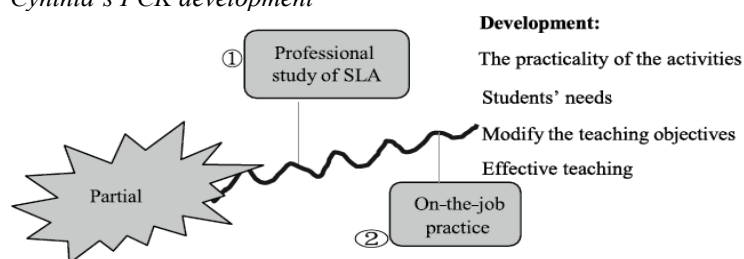 Cynthia's PCK development
Development:
① Professional
study of SLA
The practicality of the activities
Students' needs
Modify the teaching objectives
Effective teaching
Partial
On-the-job
② practice